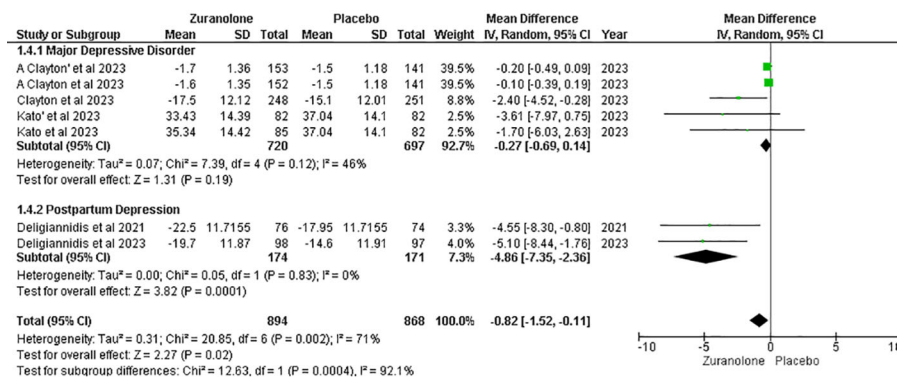 Zuranolone Placebo Mean Difference Mean Difference
Study or Subgroup Mean SD Total Mean SD Total Weight IV, Random, 95% CI Year IV, Random, 95% CI
1.4.1 Major Depressive Disorder
A Clayton' et al 2023 -1.7 1.36 153 -1.5 1.18 141 39.5% -0.20 [-0.49, 0.09] 2023
A Clayton et al 2023 -1.6 1.35 152 -1.5 1.18 141 39.5% -0.10 [-0.39, 0.19] 2023
Clayton et al 2023 -17.5 12.12 248 -15.1 12.01 251 8.8% -2.40 [-4.52, -0.28] 2023
Kato' et al 2023 33.43 14.39 82 37.04 14.1 82 2.5% -3.61 [-7.97, 0.75] 2023
Kato et al 2023 35.34 14.42 85 37.04 14.1 82 2.5% -1.70 [-6.03, 2.63] 2023
Subtotal (95% CI) 720 697 92.7% -0.27 [-0.69, 0.14]
Heterogeneity: Tau² = 0.07; Chi² = 7.39, df = 4 (P = 0.12); I² = 46%
Test for overall effect: Z = 1.31 (P = 0.19)
1.4.2 Postpartum Depression
Deligiannidis et al 2021 -22.5 11.7155 76 -17.95 11.7155 74 3.3% -4.55 [-8.30, -0.80] 2021
Deligiannidis et al 2023 -19.7 11.87 98 -14.6 11.91 97 4.0% -5.10 [-8.44, -1.76] 2023
Subtotal (95% CI) 174 171 7.3% -4.86 [-7.35, -2.36]
Heterogeneity: Tau² = 0.00; Chi² = 0.05, df = 1 (P = 0.83); I² = 0%
Test for overall effect: Z = 3.82 (P = 0.0001)
Total (95% CI) 894 868 100.0% -0.82 [-1.52, -0.11]
Heterogeneity: Tau² = 0.31; Chi² = 20.85, df = 6 (P = 0.002); I² = 71%
Test for overall effect: Z = 2.27 (P = 0.02)
Test for subgroup differences: Chi² = 12.63, df = 1 (P = 0.0004), I² = 92.1%
-10 -5 0 5 10
Zuranolone Placebo